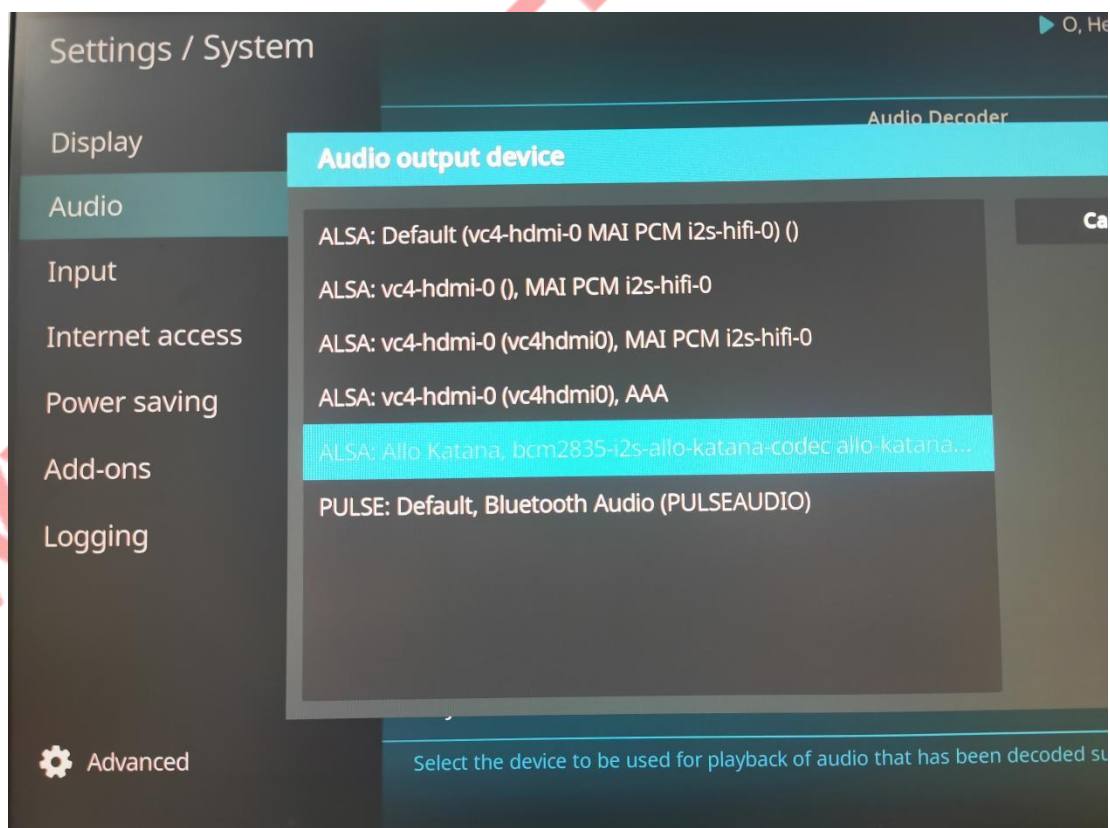 Settings / System
O, He
Display
Audio
Input
Internet access
Power saving
Add-ons
Logging
Advanced
Audio Decoder
Audio output device
ALSA: Default (vc4-hdmi-0 MAI PCM i2s-hifi-0) ()
ALSA: vc4-hdmi-0 (), MAI PCM i2s-hifi-0
ALSA: vc4-hdmi-0 (vc4hdmi0), MAI PCM i2s-hifi-0
ALSA: vc4-hdmi-0 (vc4hdmi0), AAA
ALSA: Allo Katana, bcm2835-i2s-allo-katana-codec allo-katana...
PULSE: Default, Bluetooth Audio (PULSEAUDIO)
Ca
Select the device to be used for playback of audio that has been decoded su